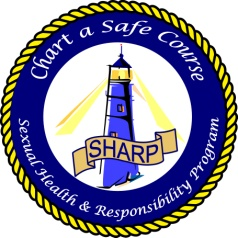 Chart a Safe Course
SHARP
Sexual Health & Responsibility Program